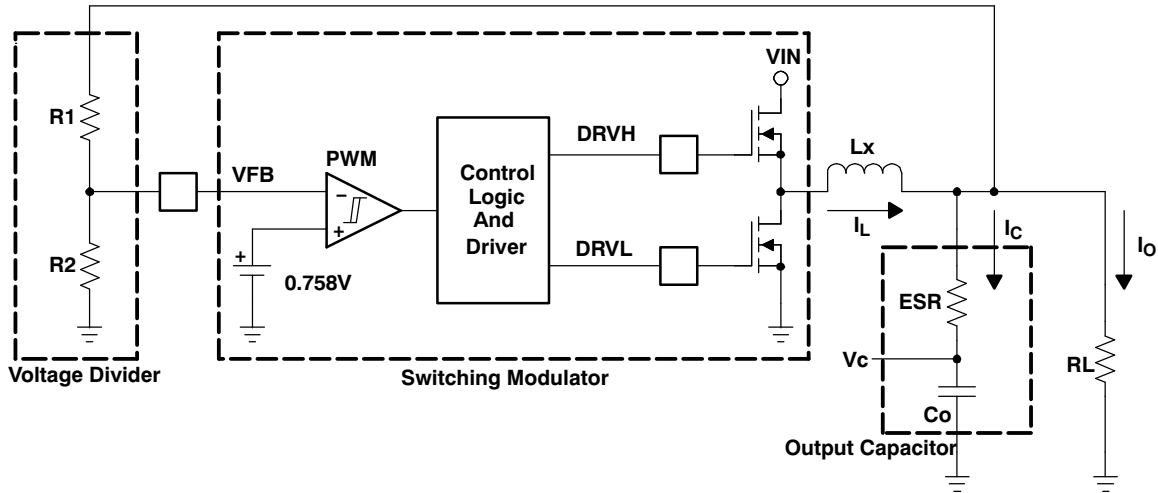 VIN
R1
DRVH
PWM
Lx
VFB
Control
Logic
And
Driver
−
+
I_L
I_C
I_O
R2
+
0.758V
DRVL
ESR
Vc
RL
Co
Voltage Divider
Switching Modulator
Output Capacitor